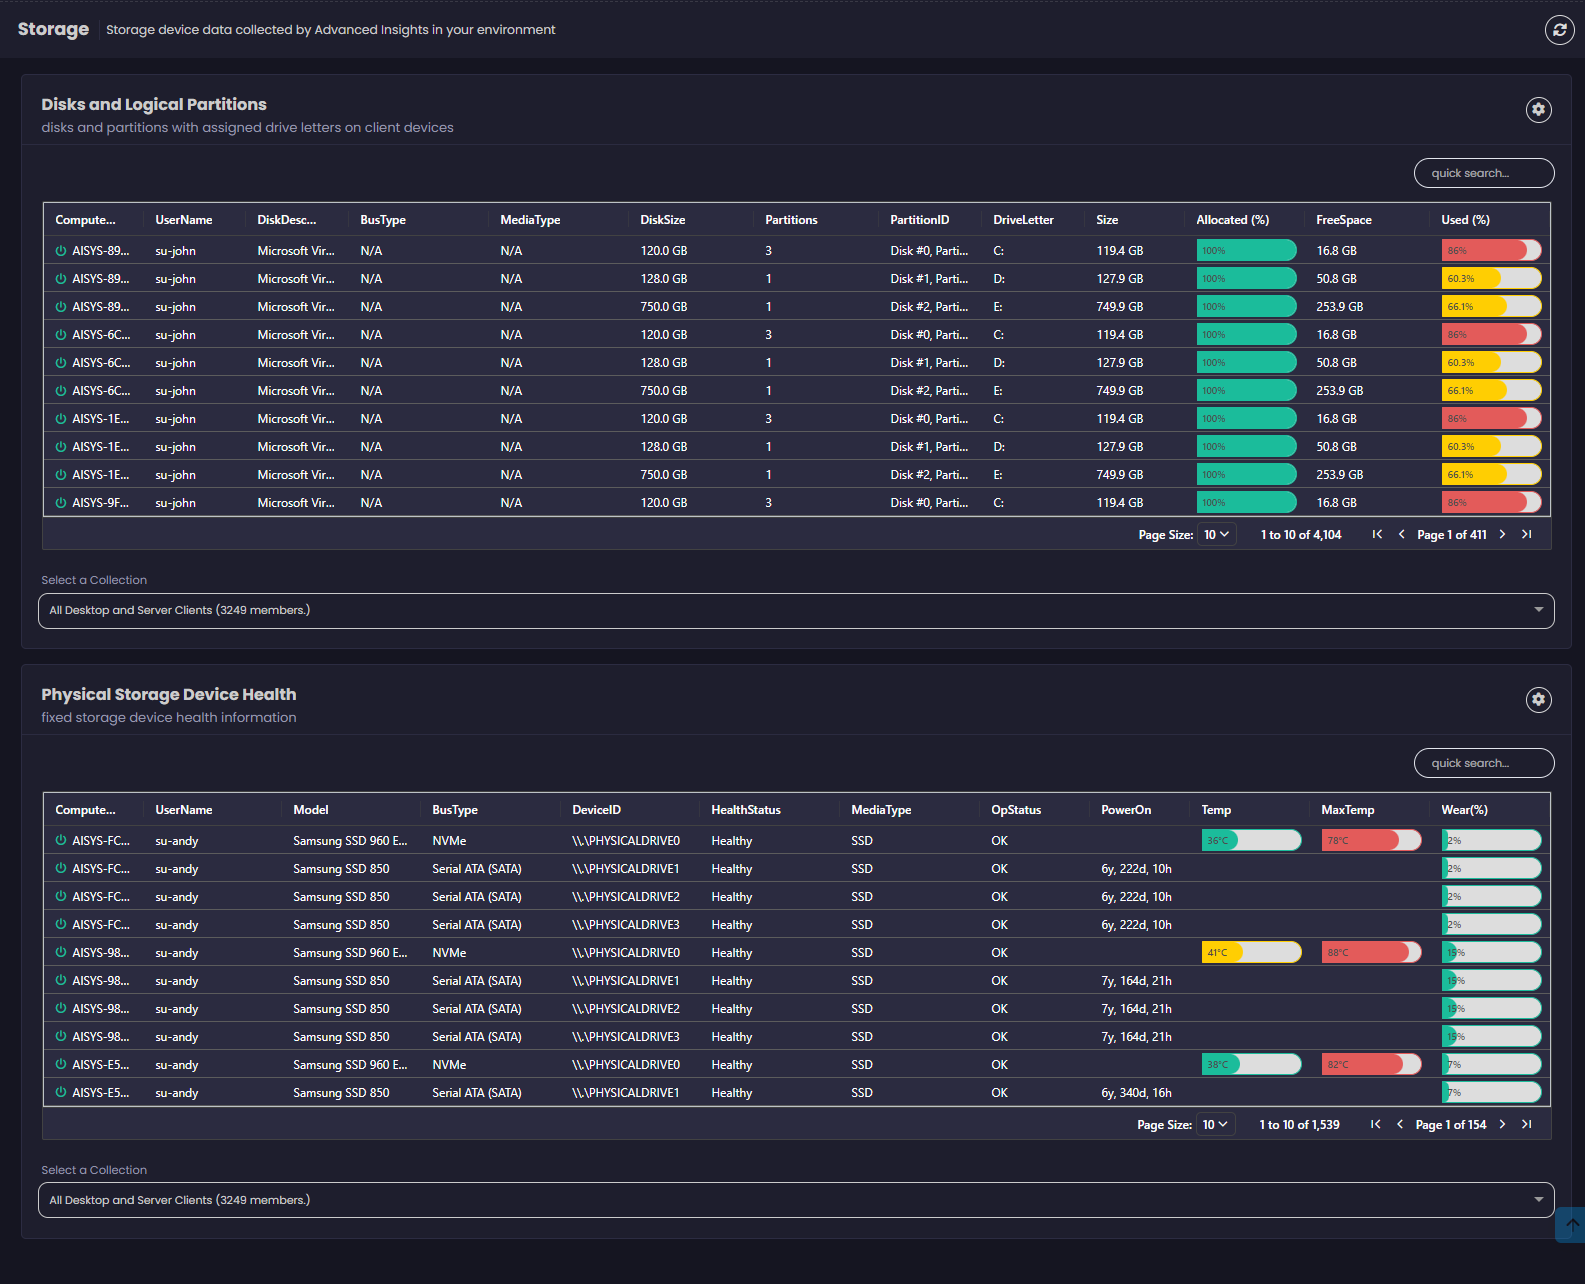 Storage Storage device data collected by Advanced Insights in your environment
Disks and Logical Partitions
disks and partitions with assigned drive letters on client devices
quick search...
Compute... UserName DiskDesc... BusType MediaType DiskSize Partitions PartitionID DriveLetter Size Allocated (%) FreeSpace Used (%)
AISYS-89... su-john Microsoft Vir... N/A N/A 120.0 GB 3 Disk #0, Parti... C: 119.4 GB 100% 16.8 GB 86%
AISYS-89... su-john Microsoft Vir... N/A N/A 128.0 GB 1 Disk #1, Parti... D: 127.9 GB 100% 50.8 GB 60.3%
AISYS-89... su-john Microsoft Vir... N/A N/A 750.0 GB 1 Disk #2, Parti... E: 749.9 GB 100% 253.9 GB 66.1%
AISYS-6C... su-john Microsoft Vir... N/A N/A 120.0 GB 3 Disk #0, Parti... C: 119.4 GB 100% 16.8 GB 86%
AISYS-6C... su-john Microsoft Vir... N/A N/A 128.0 GB 1 Disk #1, Parti... D: 127.9 GB 100% 50.8 GB 60.3%
AISYS-6C... su-john Microsoft Vir... N/A N/A 750.0 GB 1 Disk #2, Parti... E: 749.9 GB 100% 253.9 GB 66.1%
AISYS-1E... su-john Microsoft Vir... N/A N/A 120.0 GB 3 Disk #0, Parti... C: 119.4 GB 100% 16.8 GB 86%
AISYS-1E... su-john Microsoft Vir... N/A N/A 128.0 GB 1 Disk #1, Parti... D: 127.9 GB 100% 50.8 GB 60.3%
AISYS-1E... su-john Microsoft Vir... N/A N/A 750.0 GB 1 Disk #2, Parti... E: 749.9 GB 100% 253.9 GB 66.1%
AISYS-9F... su-john Microsoft Vir... N/A N/A 120.0 GB 3 Disk #0, Parti... C: 119.4 GB 100% 16.8 GB 86%
Page Size: 10 1 to 10 of 4,104 Page 1 of 411
Select a Collection
All Desktop and Server Clients (3249 members.)
Physical Storage Device Health
fixed storage device health information
quick search...
Compute... UserName Model BusType DeviceID HealthStatus MediaType OpStatus PowerOn Temp MaxTemp Wear(%)
AISYS-FC... su-andy Samsung SSD 960 E... NVMe \\.\PHYSICALDRIVE0 Healthy SSD OK 36°C 78°C 2%
AISYS-FC... su-andy Samsung SSD 850 Serial ATA (SATA) \\.\PHYSICALDRIVE1 Healthy SSD OK 6y, 222d, 10h 2%
AISYS-FC... su-andy Samsung SSD 850 Serial ATA (SATA) \\.\PHYSICALDRIVE2 Healthy SSD OK 6y, 222d, 10h 2%
AISYS-FC... su-andy Samsung SSD 850 Serial ATA (SATA) \\.\PHYSICALDRIVE3 Healthy SSD OK 6y, 222d, 10h 2%
AISYS-98... su-andy Samsung SSD 960 E... NVMe \\.\PHYSICALDRIVE0 Healthy SSD OK 41°C 88°C 15%
AISYS-98... su-andy Samsung SSD 850 Serial ATA (SATA) \\.\PHYSICALDRIVE1 Healthy SSD OK 7y, 164d, 21h 15%
AISYS-98... su-andy Samsung SSD 850 Serial ATA (SATA) \\.\PHYSICALDRIVE2 Healthy SSD OK 7y, 164d, 21h 15%
AISYS-98... su-andy Samsung SSD 850 Serial ATA (SATA) \\.\PHYSICALDRIVE3 Healthy SSD OK 7y, 164d, 21h 15%
AISYS-E5... su-andy Samsung SSD 960 E... NVMe \\.\PHYSICALDRIVE0 Healthy SSD OK 38°C 82°C 7%
AISYS-E5... su-andy Samsung SSD 850 Serial ATA (SATA) \\.\PHYSICALDRIVE1 Healthy SSD OK 6y, 340d, 16h 7%
Page Size: 10 1 to 10 of 1,539 Page 1 of 154
Select a Collection
All Desktop and Server Clients (3249 members.)